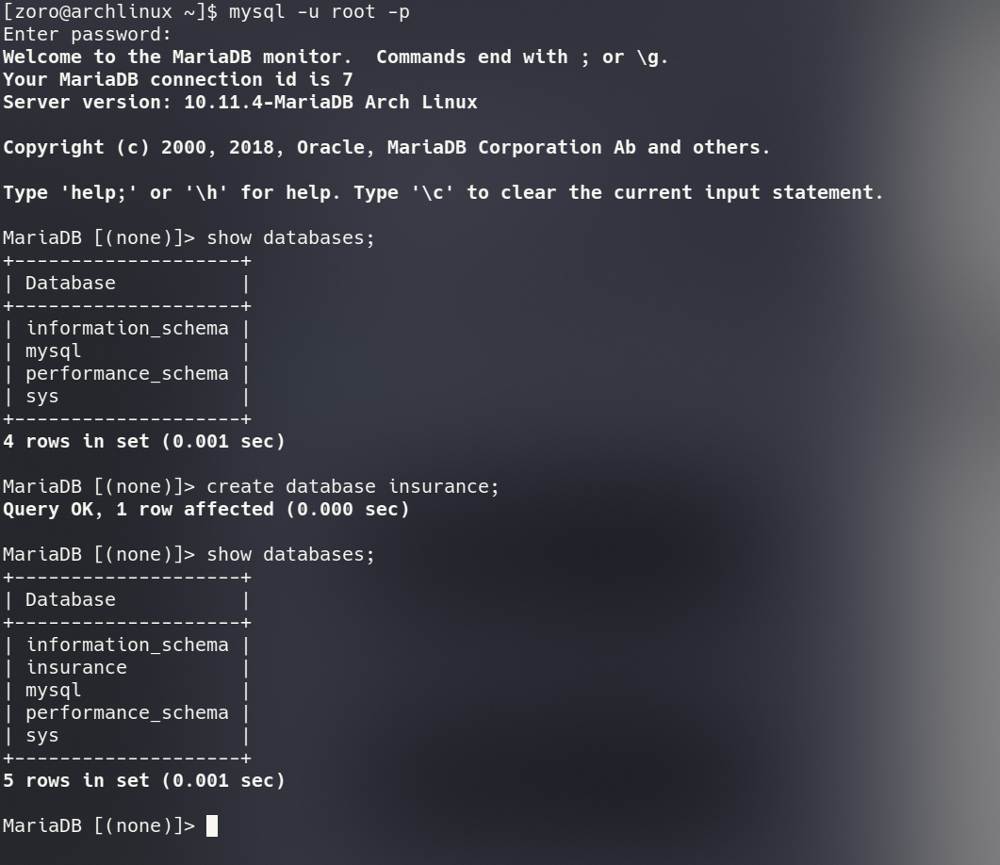 [zoro@archlinux ~]$ mysql -u root -p
Enter password:
Welcome to the MariaDB monitor.  Commands end with ; or \g.
Your MariaDB connection id is 7
Server version: 10.11.4-MariaDB Arch Linux

Copyright (c) 2000, 2018, Oracle, MariaDB Corporation Ab and others.

Type 'help;' or '\h' for help. Type '\c' to clear the current input statement.

MariaDB [(none)]> show databases;
+--------------------+
| Database           |
+--------------------+
| information_schema |
| mysql              |
| performance_schema |
| sys                |
+--------------------+
4 rows in set (0.001 sec)

MariaDB [(none)]> create database insurance;
Query OK, 1 row affected (0.000 sec)

MariaDB [(none)]> show databases;
+--------------------+
| Database           |
+--------------------+
| information_schema |
| insurance          |
| mysql              |
| performance_schema |
| sys                |
+--------------------+
5 rows in set (0.001 sec)

MariaDB [(none)]>